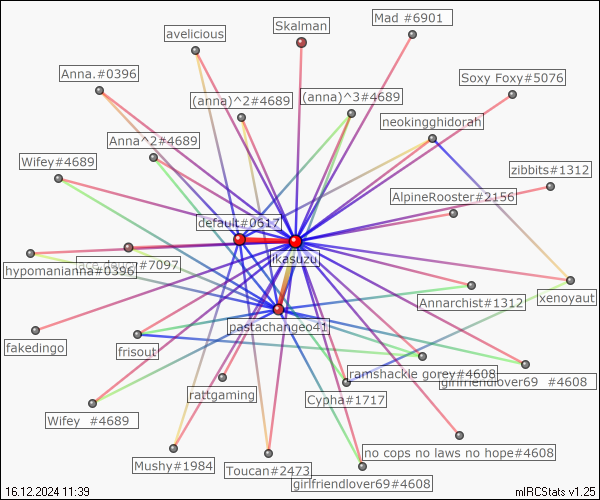 Mad #6901
Skalman
avelicious
Anna.#0396
Soxy Foxy#5076
(anna)^2#4689
(anna)^3#4689
neokingghidorah
Anna^2#4689
Wifey#4689
zibbits#1312
AlpineRooster#2156
default#0617
ikasuzu
#7097
hypomanianna#0396
Annarchist#1312
xenoyaut
pastachangeo41
fakedingo
frisout
ramshackle gorey#4608
girlfriendlover69 #4608
rattgaming
Cypha#1717
Wifey #4689
no cops no laws no hope#4608
Mushy#1984
Toucan#2473
girlfriendlover69#4608
16.12.2024 11:39
mIRCStats v1.25